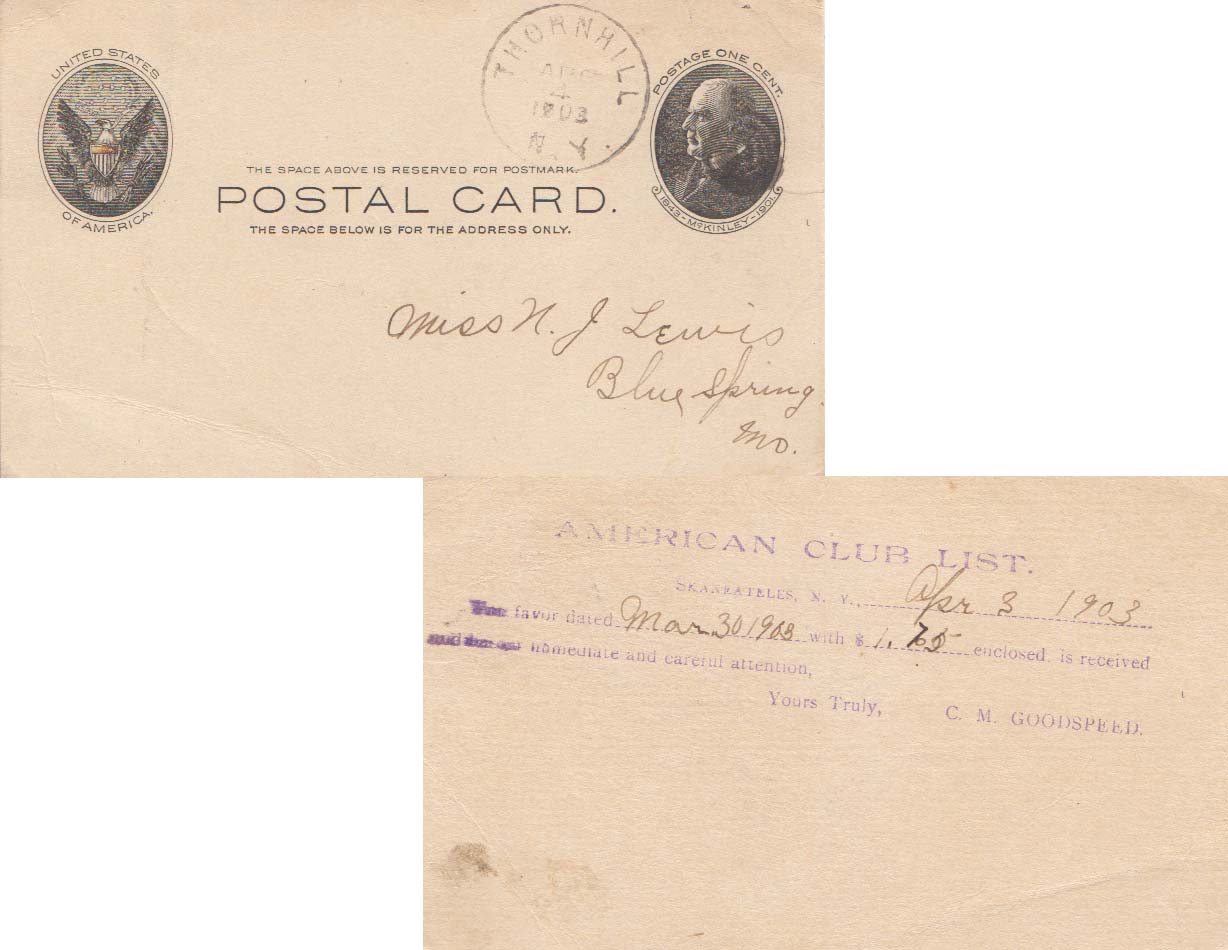 UNITED STATES
OF AMERICA.
THORNHILL
4
1903
N. Y.
POSTAGE ONE CENT.
1843-McKINLEY-1901.
THE SPACE ABOVE IS RESERVED FOR POSTMARK.
POSTAL CARD.
THE SPACE BELOW IS FOR THE ADDRESS ONLY.
Miss N. J Lewis
Blue Spring
Mo.
AMERICAN CLUB LIST.
SKANEATELES, N. Y., Apr 3 1903
favor dated Mar. 30 1903 with $ 1.75 enclosed, is received
immediate and careful attention,
Yours Truly, C. M. GOODSPEED.